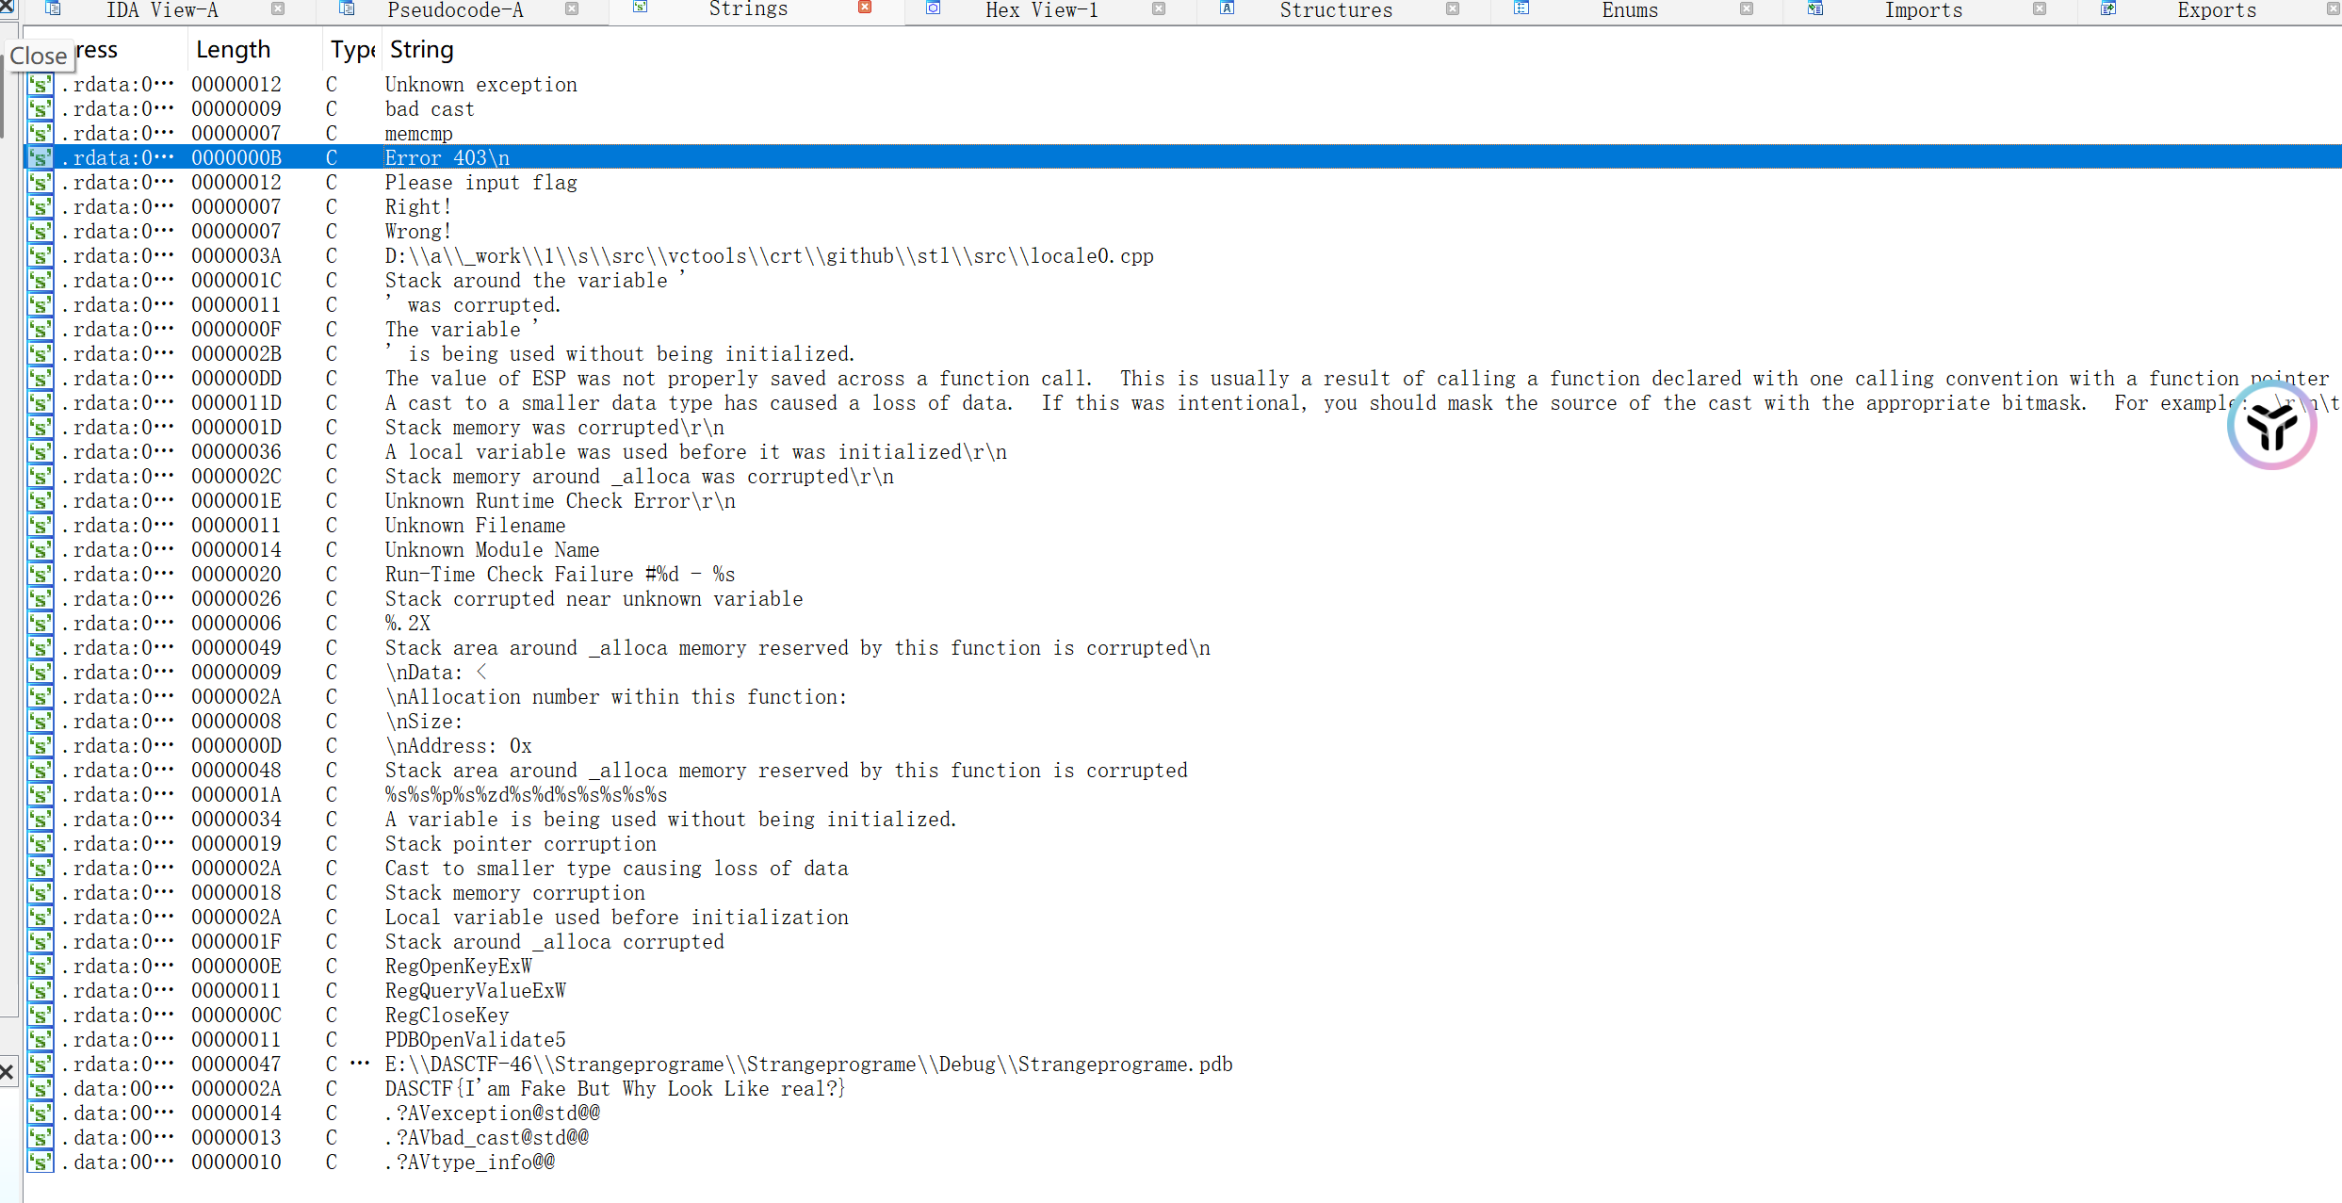 IDA View-A Pseudocode-A Strings Hex View-1 Structures Enums Imports Exports
Close ress Length Type String
.rdata:0··· 00000012 C Unknown exception
.rdata:0··· 00000009 C bad cast
.rdata:0··· 00000007 C memcmp
.rdata:0··· 0000000B C Error 403\n
.rdata:0··· 00000012 C Please input flag
.rdata:0··· 00000007 C Right!
.rdata:0··· 00000007 C Wrong!
.rdata:0··· 0000003A C D:\\a\\_work\\1\\s\\src\\vctools\\crt\\github\\stl\\src\\locale0.cpp
.rdata:0··· 0000001C C Stack around the variable '
.rdata:0··· 00000011 C ' was corrupted.
.rdata:0··· 0000000F C The variable '
.rdata:0··· 0000002B C ' is being used without being initialized.
.rdata:0··· 000000DD C The value of ESP was not properly saved across a function call.  This is usually a result of calling a function declared with one calling convention with a function pointer
.rdata:0··· 0000011D C A cast to a smaller data type has caused a loss of data.  If this was intentional, you should mask the source of the cast with the appropriate bitmask.  For example: \r\n\t
.rdata:0··· 0000001D C Stack memory was corrupted\r\n
.rdata:0··· 00000036 C A local variable was used before it was initialized\r\n
.rdata:0··· 0000002C C Stack memory around _alloca was corrupted\r\n
.rdata:0··· 0000001E C Unknown Runtime Check Error\r\n
.rdata:0··· 00000011 C Unknown Filename
.rdata:0··· 00000014 C Unknown Module Name
.rdata:0··· 00000020 C Run-Time Check Failure #%d - %s
.rdata:0··· 00000026 C Stack corrupted near unknown variable
.rdata:0··· 00000006 C %.2X
.rdata:0··· 00000049 C Stack area around _alloca memory reserved by this function is corrupted\n
.rdata:0··· 00000009 C \nData: <
.rdata:0··· 0000002A C \nAllocation number within this function:
.rdata:0··· 00000008 C \nSize:
.rdata:0··· 0000000D C \nAddress: 0x
.rdata:0··· 00000048 C Stack area around _alloca memory reserved by this function is corrupted
.rdata:0··· 0000001A C %s%s%p%s%zd%s%d%s%s%s%s%s
.rdata:0··· 00000034 C A variable is being used without being initialized.
.rdata:0··· 00000019 C Stack pointer corruption
.rdata:0··· 0000002A C Cast to smaller type causing loss of data
.rdata:0··· 00000018 C Stack memory corruption
.rdata:0··· 0000002A C Local variable used before initialization
.rdata:0··· 0000001F C Stack around _alloca corrupted
.rdata:0··· 0000000E C RegOpenKeyExW
.rdata:0··· 00000011 C RegQueryValueExW
.rdata:0··· 0000000C C RegCloseKey
.rdata:0··· 00000011 C PDBOpenValidate5
.rdata:0··· 00000047 C ··· E:\\DASCTF-46\\Strangeprograme\\Strangeprograme\\Debug\\Strangeprograme.pdb
.data:00··· 0000002A C DASCTF{I'am Fake But Why Look Like real?}
.data:00··· 00000014 C .?AVexception@std@@
.data:00··· 00000013 C .?AVbad_cast@std@@
.data:00··· 00000010 C .?AVtype_info@@